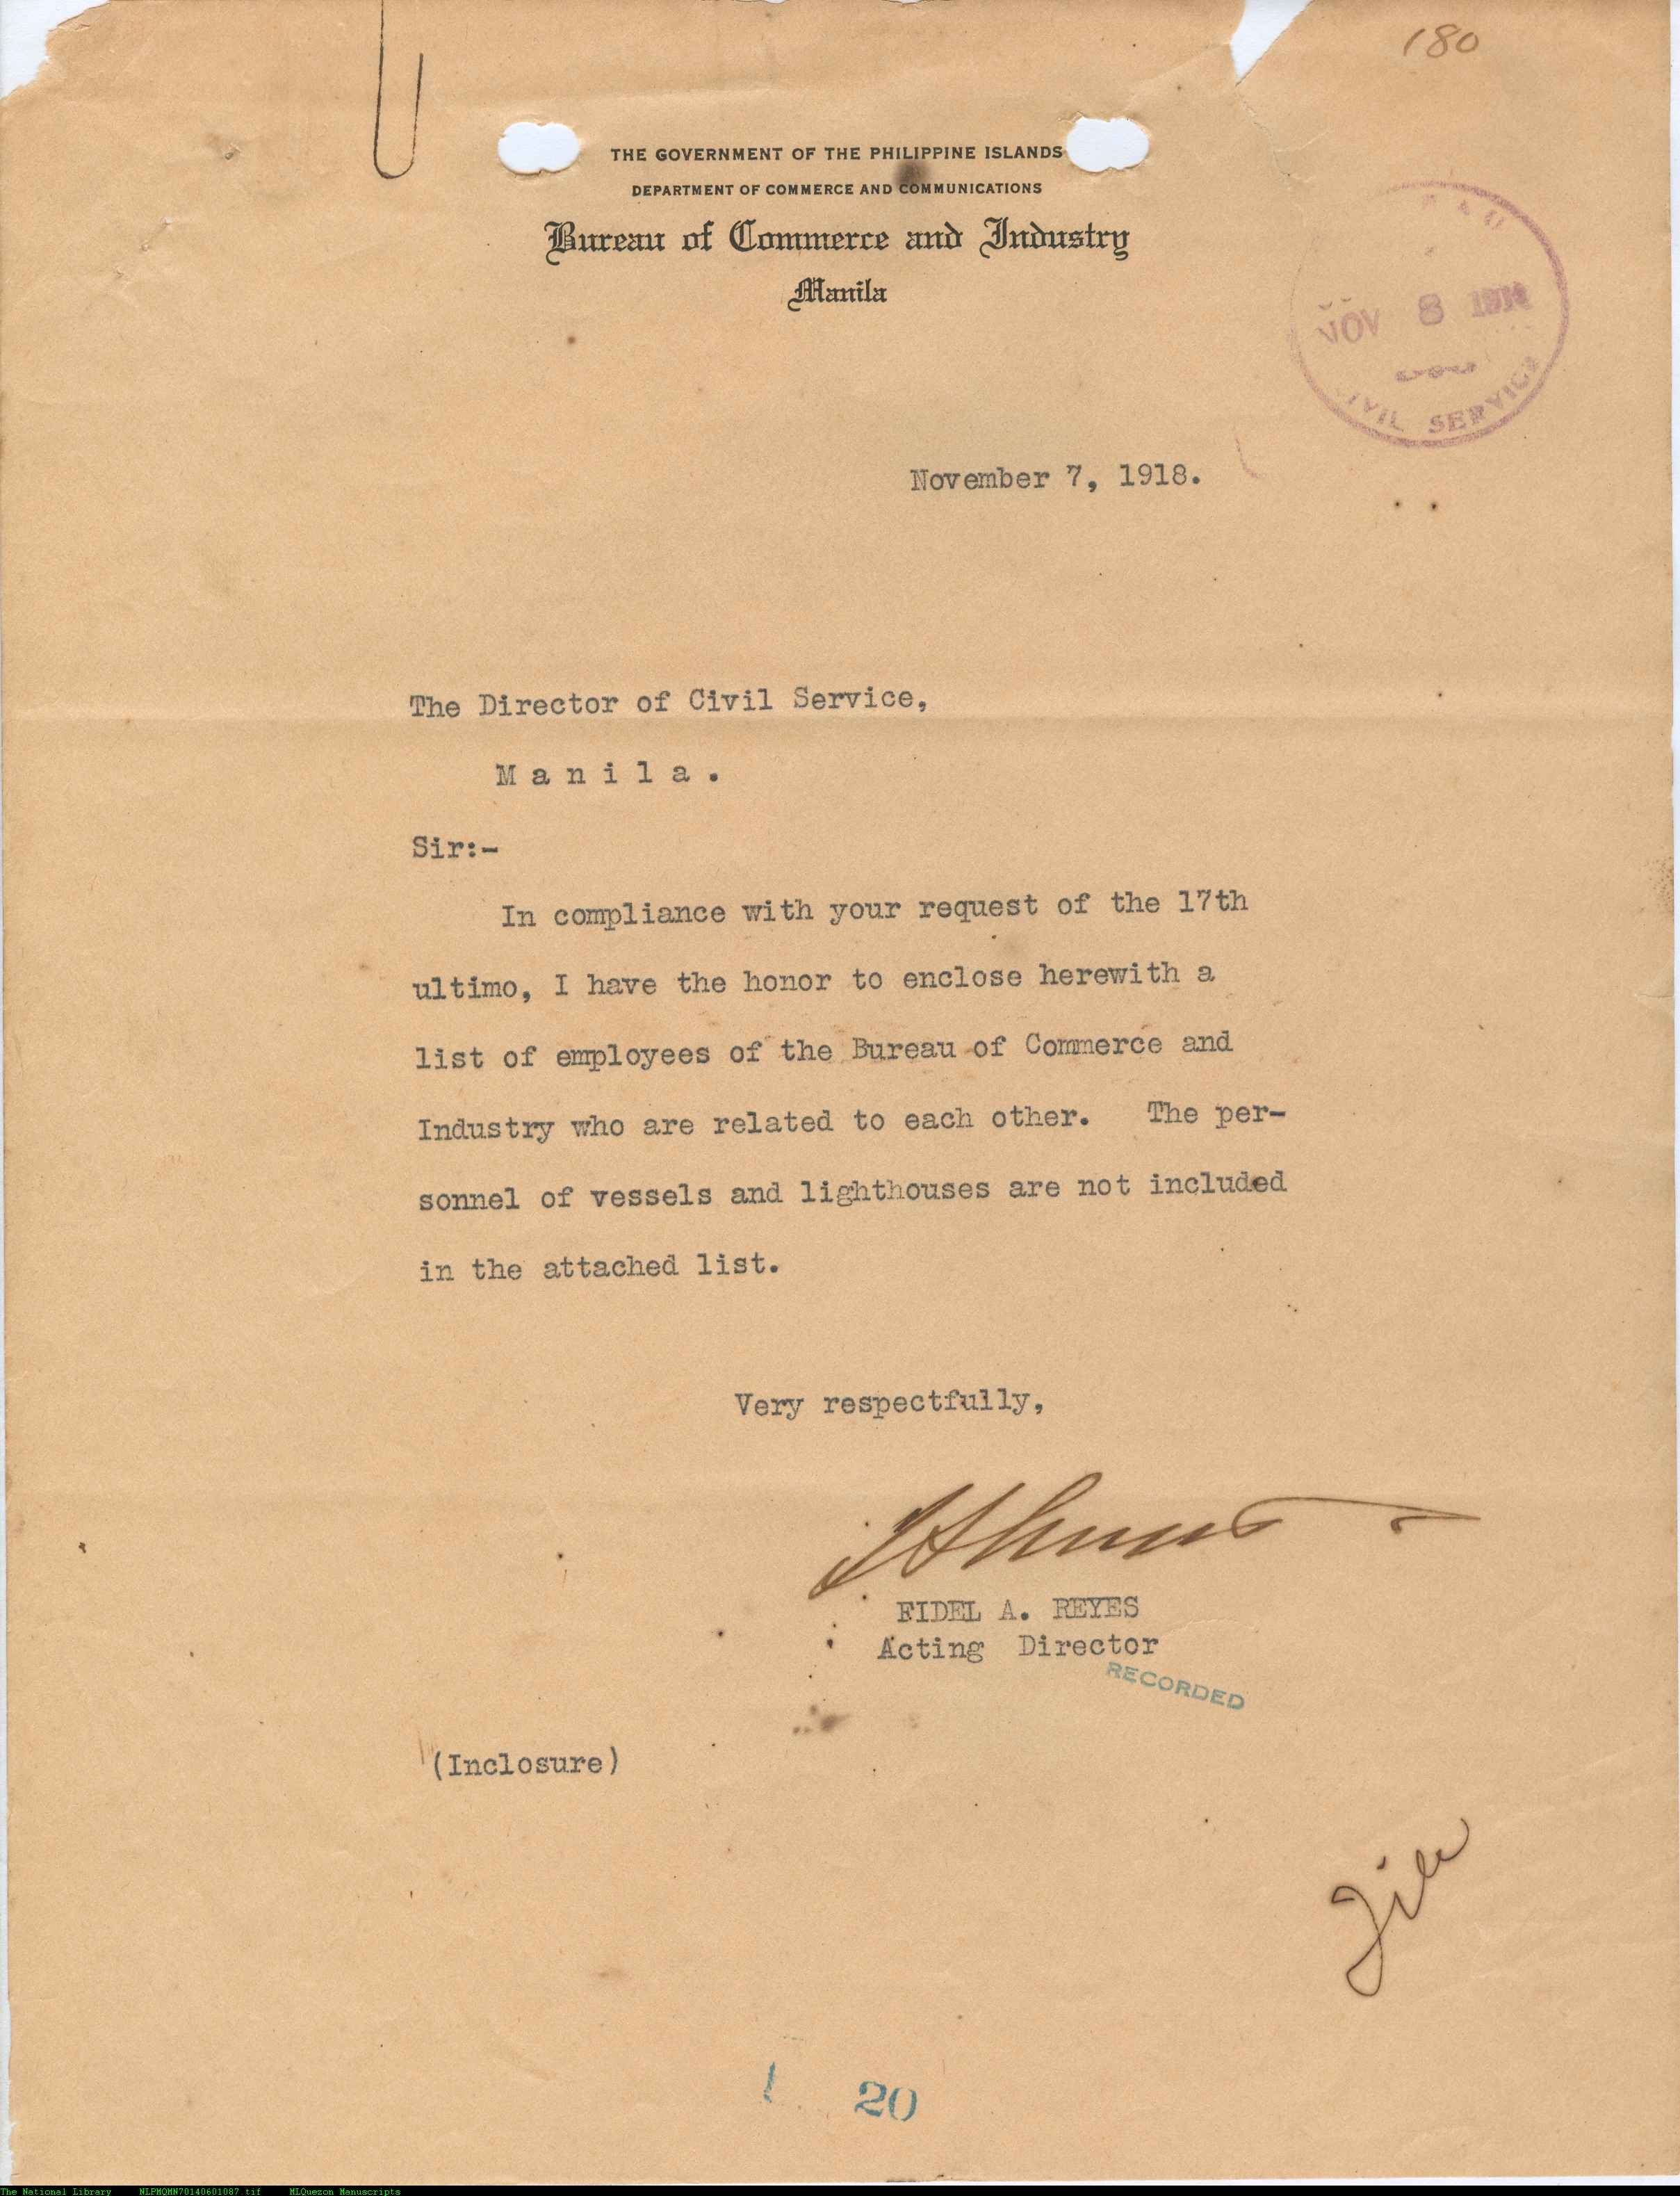 180
THE GOVERNMENT OF THE PHILIPPINE ISLANDS
DEPARTMENT OF COMMERCE AND COMMUNICATIONS
Bureau of Commerce and Industry
Manila
NOV 8
CIVIL SERVICE
November 7, 1918.
The Director of Civil Service,
Manila.
Sir:-
In compliance with your request of the 17th
ultimo, I have the honor to enclose herewith a
list of employees of the Bureau of Commerce and
Industry who are related to each other. The per-
sonnel of vessels and lighthouses are not included
in the attached list.
Very respectfully,
FIDEL A. REYES
Acting Director
RECORDED
(Inclosure)
File
20
The National Library NLPMQMN70140601087.tif MLQuezon Manuscripts